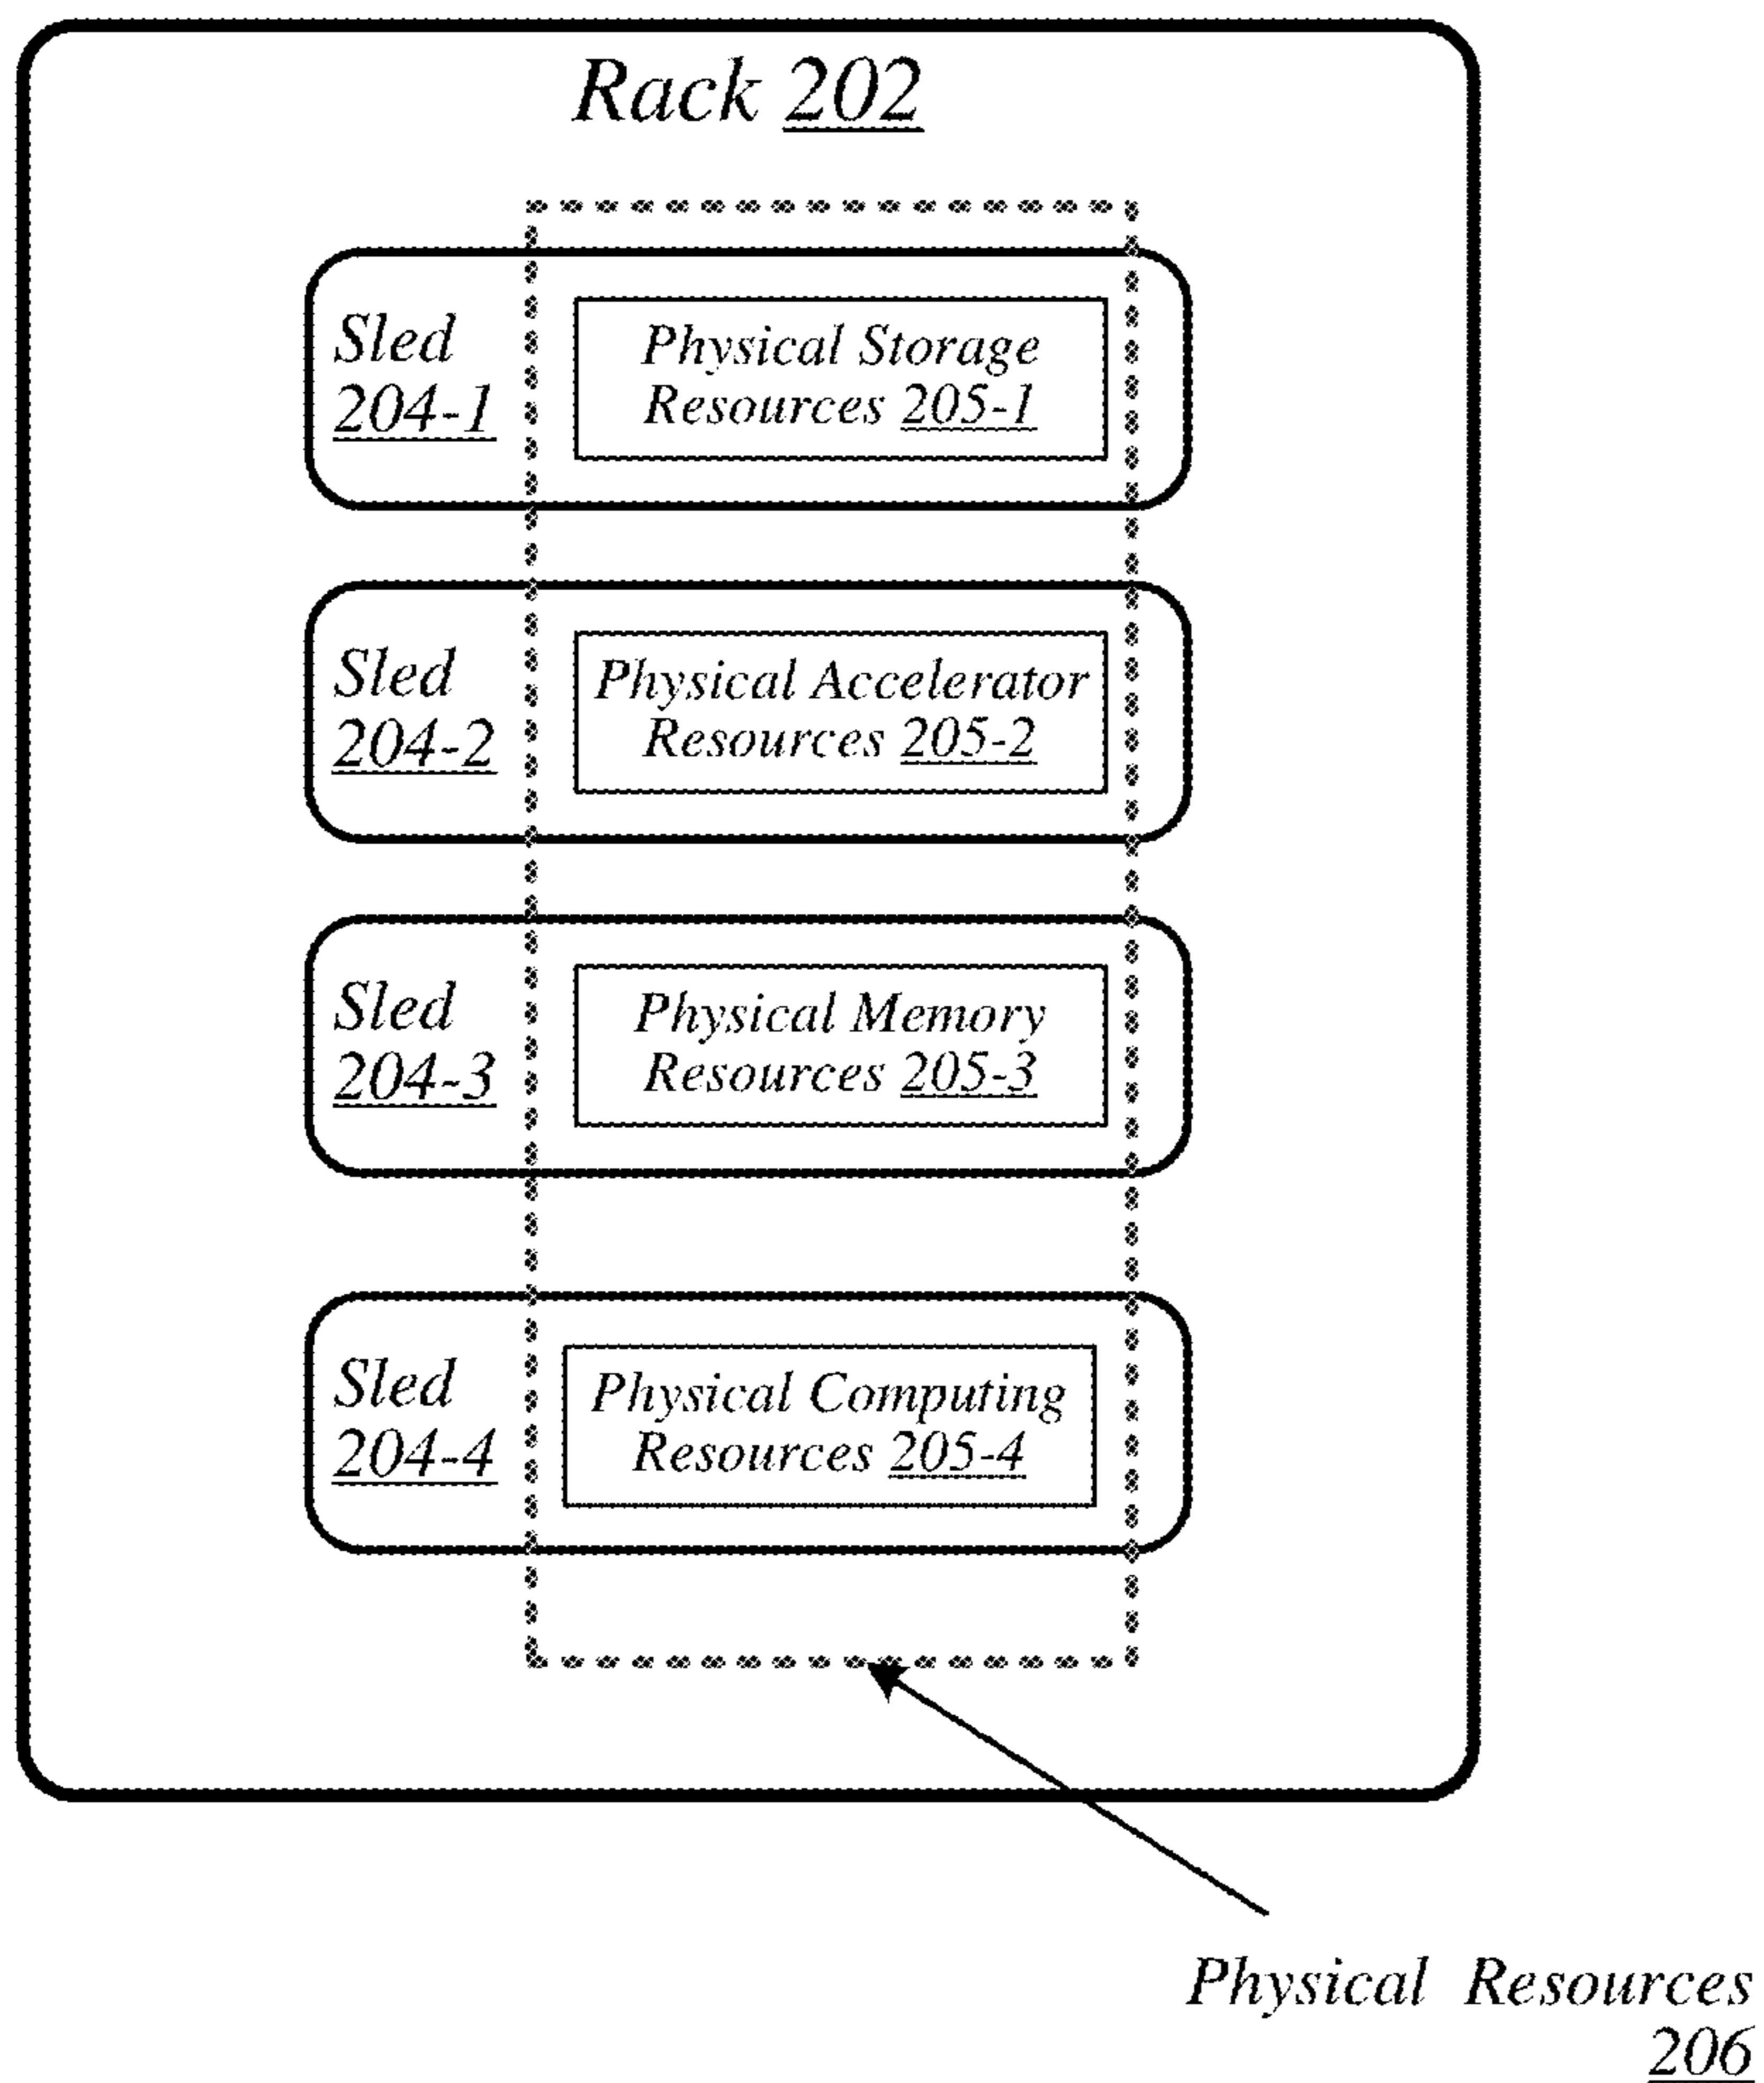 Rack 202
Sled
204-1
Physical Storage
Resources 205-1
Sled
204-2
Physical Accelerator
Resources 205-2
Sled
204-3
Physical Memory
Resources 205-3
Sled
204-4
Physical Computing
Resources 205-4
Physical Resources
206